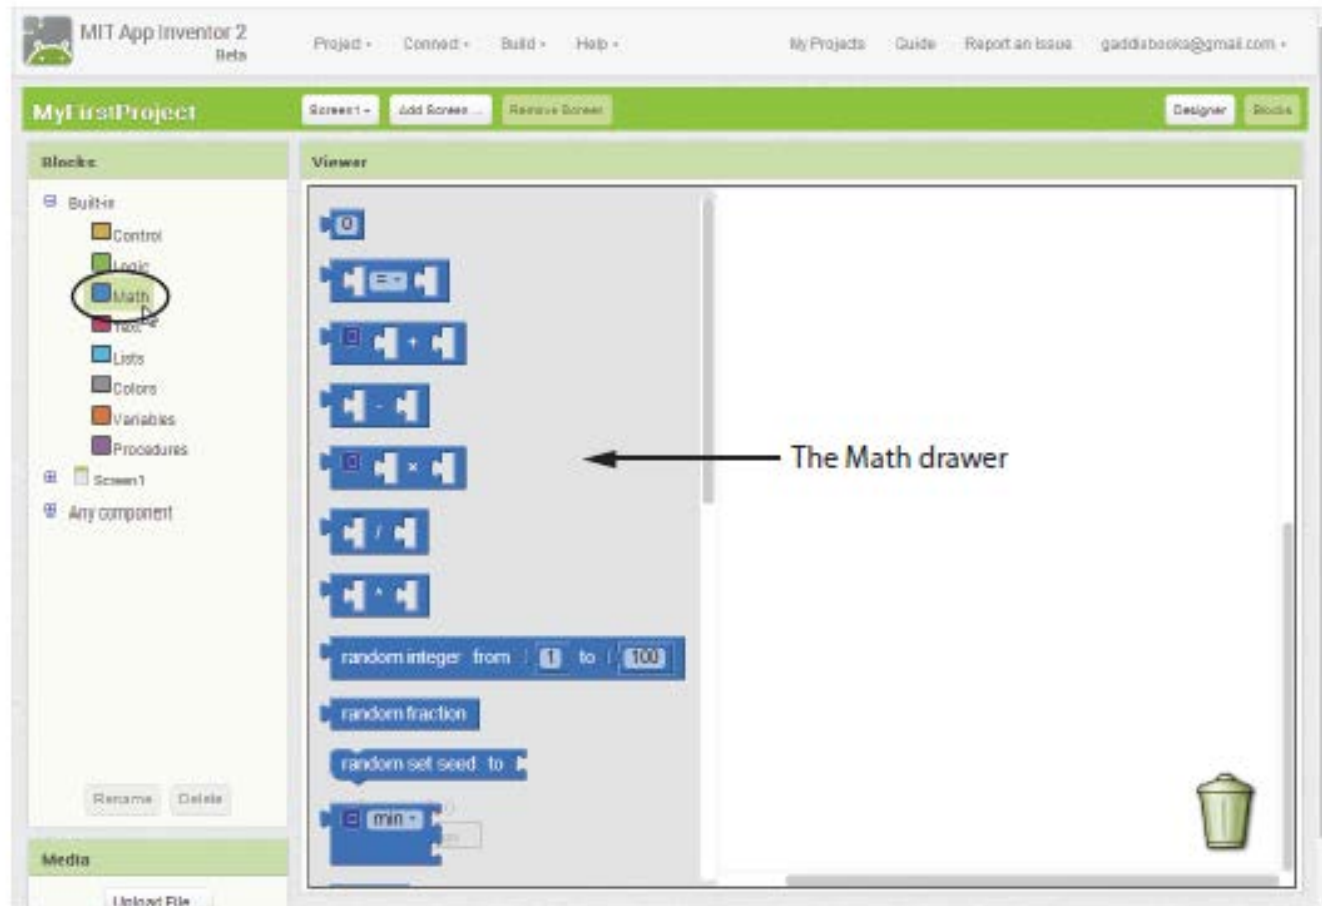 MIT App Inventor 2
Beta
Project Connect Build Help My Projects Guide Report an Issue gaddisbooks@gmail.com
MyFirstProject Screen1 Add Screen ... Remove Screen Designer Blocks
Blocks
Viewer
Built-in
Control
Logic
Math
Text
Lists
Colors
Variables
Procedures
Screen1
Any component
Rename Delete
Media
Upload File ...
0
=
+
-
×
/
^
random integer from 1 to 100
random fraction
random set seed to
min
The Math drawer